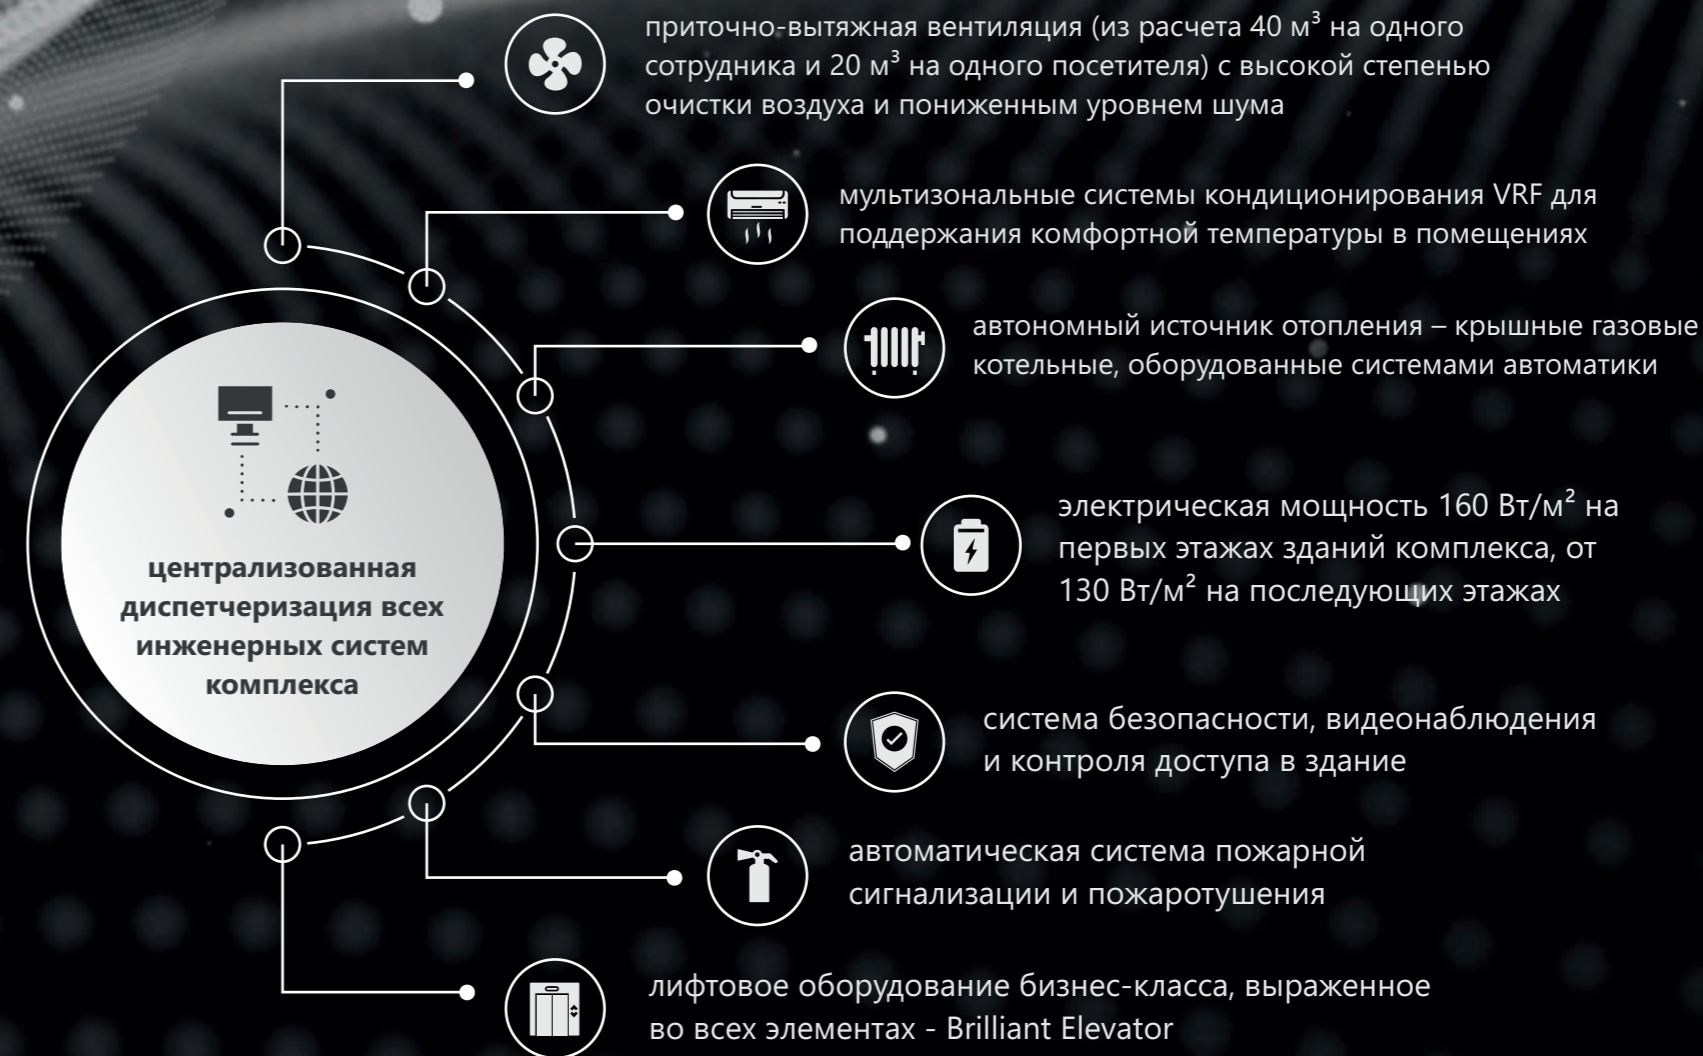 приточно-вытяжная вентиляция (из расчета 40 м³ на одного
сотрудника и 20 м³ на одного посетителя) с высокой степенью
очистки воздуха и пониженным уровнем шума
мультизональные системы кондиционирования VRF для
поддержания комфортной температуры в помещениях
автономный источник отопления – крышные газовые
котельные, оборудованные системами автоматики
электрическая мощность 160 Вт/м² на
первых этажах зданий комплекса, от
130 Вт/м² на последующих этажах
централизованная
диспетчеризация всех
инженерных систем
комплекса
система безопасности, видеонаблюдения
и контроля доступа в здание
автоматическая система пожарной
сигнализации и пожаротушения
лифтовое оборудование бизнес-класса, выраженное
во всех элементах - Brilliant Elevator